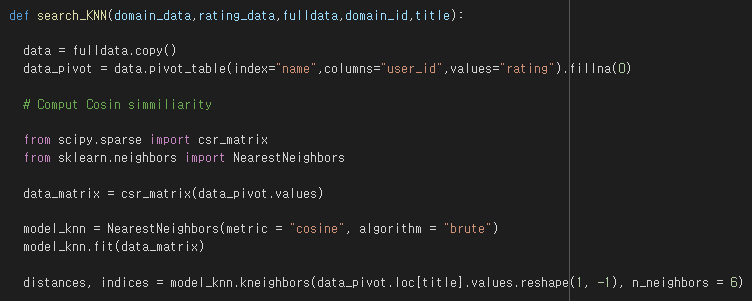 def search_KNN(domain_data,rating_data,fulldata,domain_id,title):
data = fulldata.copy()
data_pivot = data.pivot_table(index="name",columns="user_id",values="rating").fillna(0)
# Comput Cosin simmiliarity
from scipy.sparse import csr_matrix
from sklearn.neighbors import NearestNeighbors
data_matrix = csr_matrix(data_pivot.values)
model_knn = NearestNeighbors(metric = "cosine", algorithm = "brute")
model_knn.fit(data_matrix)
distances, indices = model_knn.kneighbors(data_pivot.loc[title].values.reshape(1, -1), n_neighbors = 6)